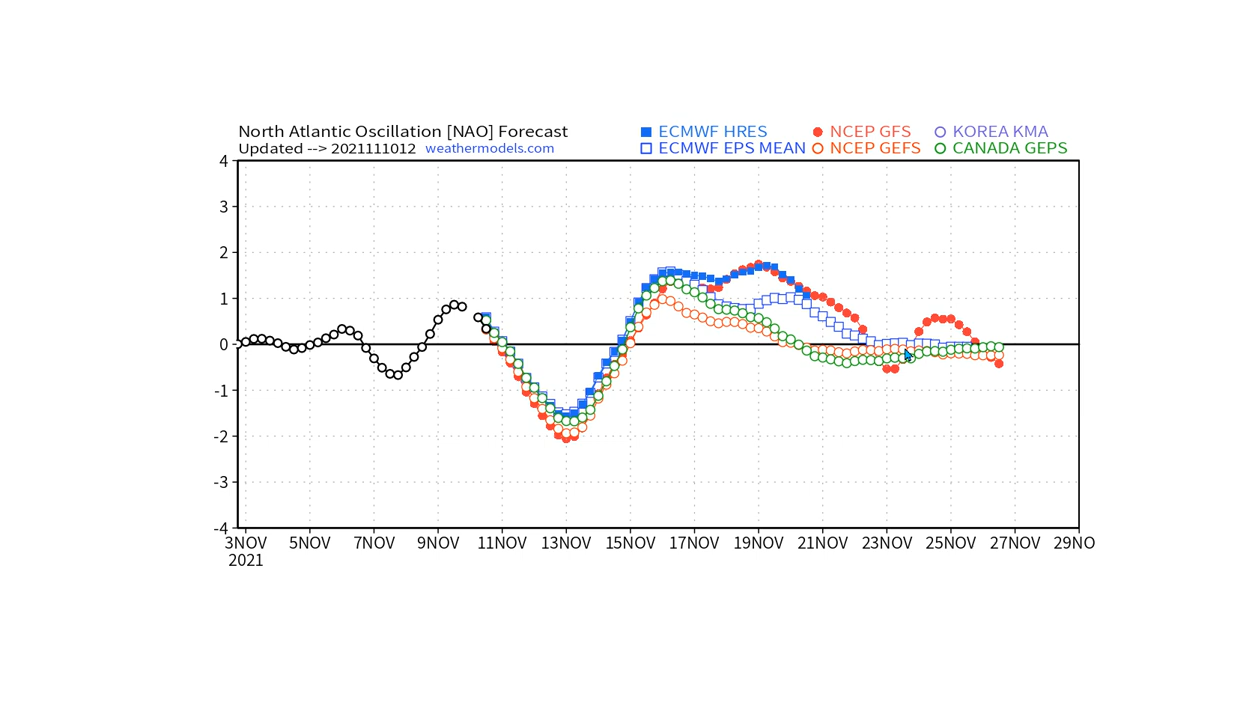 North Atlantic Oscillation [NAO] Forecast
Updated --> 2021111012 weathermodels.com
ECMWF HRES NCEP GFS KOREA KMA
ECMWF EPS MEAN NCEP GEFS CANADA GEPS
4
3
2
1
0
-1
-2
-3
-4
3NOV 5NOV 7NOV 9NOV 11NOV 13NOV 15NOV 17NOV 19NOV 21NOV 23NOV 25NOV 27NOV 29NO
2021